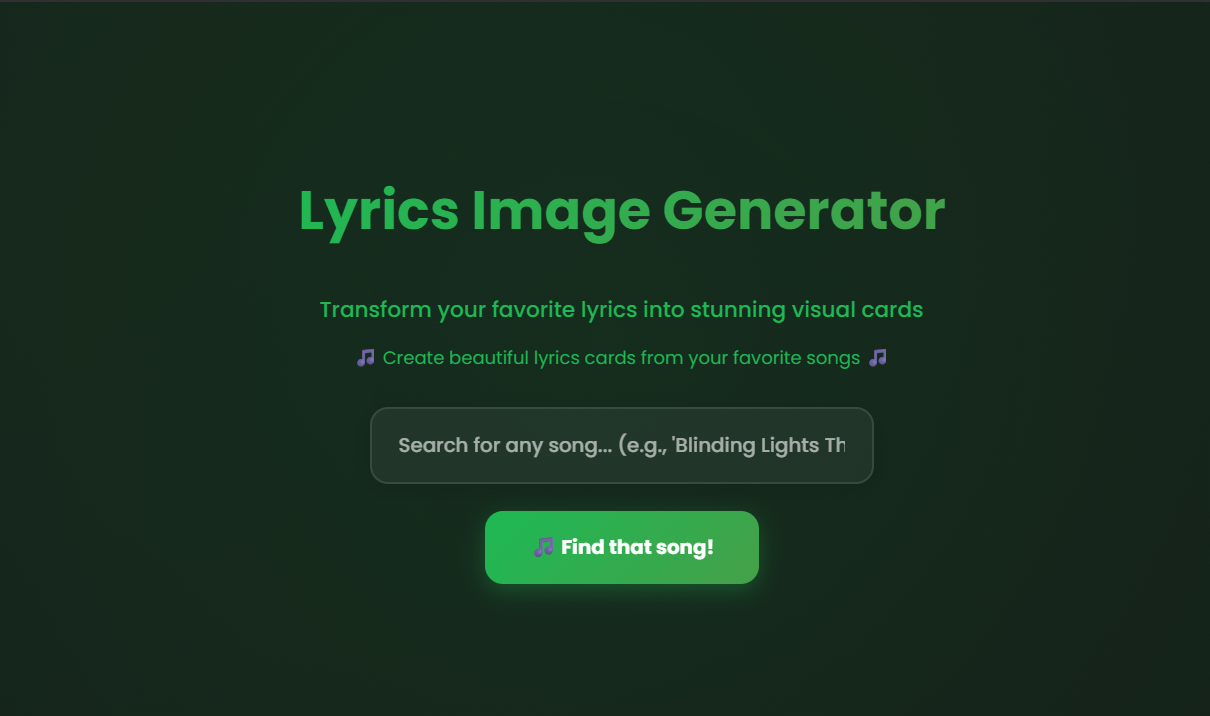 Lyrics Image Generator
Transform your favorite lyrics into stunning visual cards
🎵 Create beautiful lyrics cards from your favorite songs 🎵
Search for any song... (e.g., 'Blinding Lights Th
🎵 Find that song!